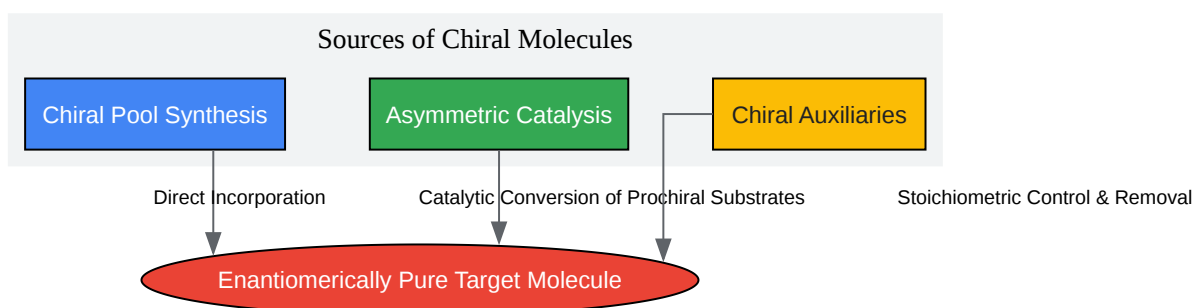 Sources of Chiral Molecules
Chiral Pool Synthesis
Asymmetric Catalysis
Chiral Auxiliaries
Direct Incorporation
Catalytic Conversion of Prochiral Substrates
Stoichiometric Control & Removal
Enantiomerically Pure Target Molecule